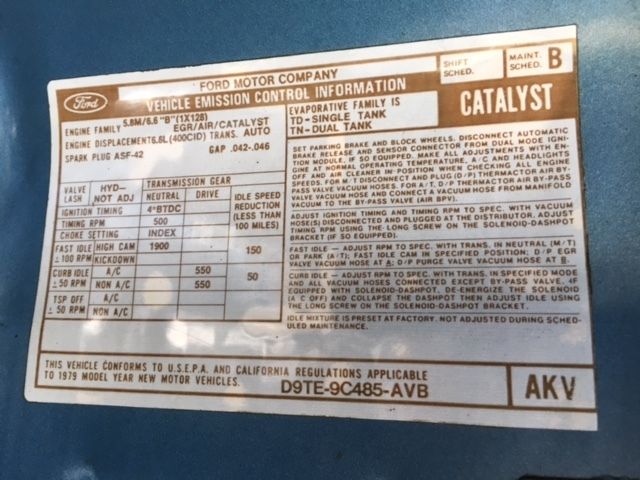 FORD MOTOR COMPANY
SHIFT SCHED.
MAINT. SCHED. B
Ford
VEHICLE EMISSION CONTROL INFORMATION
ENGINE FAMILY 5.8M/6.6 "B"(1X128)
EGR/AIR/CATALYST
ENGINE DISPLACEMENT6.6L(400CID) TRANS. AUTO
SPARK PLUG ASF-42 GAP .042-.046
EVAPORATIVE FAMILY IS
TD-SINGLE TANK
TN-DUAL TANK
CATALYST
VALVE LASH HYD-NOT ADJ
TRANSMISSION GEAR
NEUTRAL DRIVE
IDLE SPEED REDUCTION (LESS THAN 100 MILES)
IGNITION TIMING 4°BTDC
TIMING RPM 500
CHOKE SETTING INDEX
FAST IDLE ±100 RPM HIGH CAM 1900 150
KICKDOWN
CURB IDLE ±50 RPM A/C 550 50
NON A/C 550
TSP OFF ±50 RPM A/C
NON A/C
SET PARKING BRAKE AND BLOCK WHEELS. DISCONNECT AUTOMATIC
BRAKE RELEASE AND SENSOR CONNECTOR FROM DUAL MODE IGNI-
TION MODULE, IF SO EQUIPPED. MAKE ALL ADJUSTMENTS WITH EN-
GINE AT NORMAL OPERATING TEMPERATURE, A/C AND HEADLIGHTS
OFF AND AIR CLEANER IN POSITION WHEN CHECKING ALL ENGINE
SPEEDS. FOR M/T DISCONNECT AND PLUG (D/P) THERMACTOR AIR BY-
PASS VALVE VACUUM HOSES. FOR A/T, D/P THERMACTOR AIR BY-PASS
VALVE VACUUM HOSE AND CONNECT A VACUUM HOSE FROM MANIFOLD
VACUUM TO THE BY-PASS VALVE (AIR BPV).
ADJUST IGNITION TIMING AND TIMING RPM TO SPEC. WITH VACUUM
HOSE(S) DISCONNECTED AND PLUGGED AT THE DISTRIBUTOR. ADJUST
TIMING RPM USING THE LONG SCREW ON THE SOLENOID-DASHPOT
BRACKET (IF SO EQUIPPED).
FAST IDLE — ADJUST RPM TO SPEC. WITH TRANS. IN NEUTRAL (M/T)
OR PARK (A/T); FAST IDLE CAM IN SPECIFIED POSITION; D/P EGR
VALVE VACUUM HOSE AT A; D/P PURGE VALVE VACUUM HOSE AT B.
CURB IDLE — ADJUST RPM TO SPEC. WITH TRANS. IN SPECIFIED MODE
AND ALL VACUUM HOSES CONNECTED EXCEPT BY-PASS VALVE. IF
EQUIPPED WITH SOLENOID-DASHPOT, DE-ENERGIZE THE SOLENOID
(A/C OFF) AND COLLAPSE THE DASHPOT THEN ADJUST IDLE USING
THE LONG SCREW ON THE SOLENOID-DASHPOT BRACKET.
IDLE MIXTURE IS PRESET AT FACTORY. NOT ADJUSTED DURING SCHED-
ULED MAINTENANCE.
THIS VEHICLE CONFORMS TO U.S.E.P.A. AND CALIFORNIA REGULATIONS APPLICABLE
TO 1979 MODEL YEAR NEW MOTOR VEHICLES.
D9TE-9C485-AVB
AKV